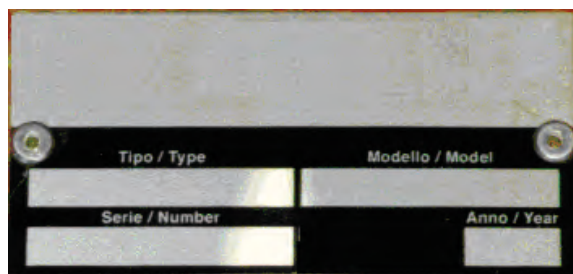 Tipo / Type
Modello / Model
Serie / Number
Anno / Year